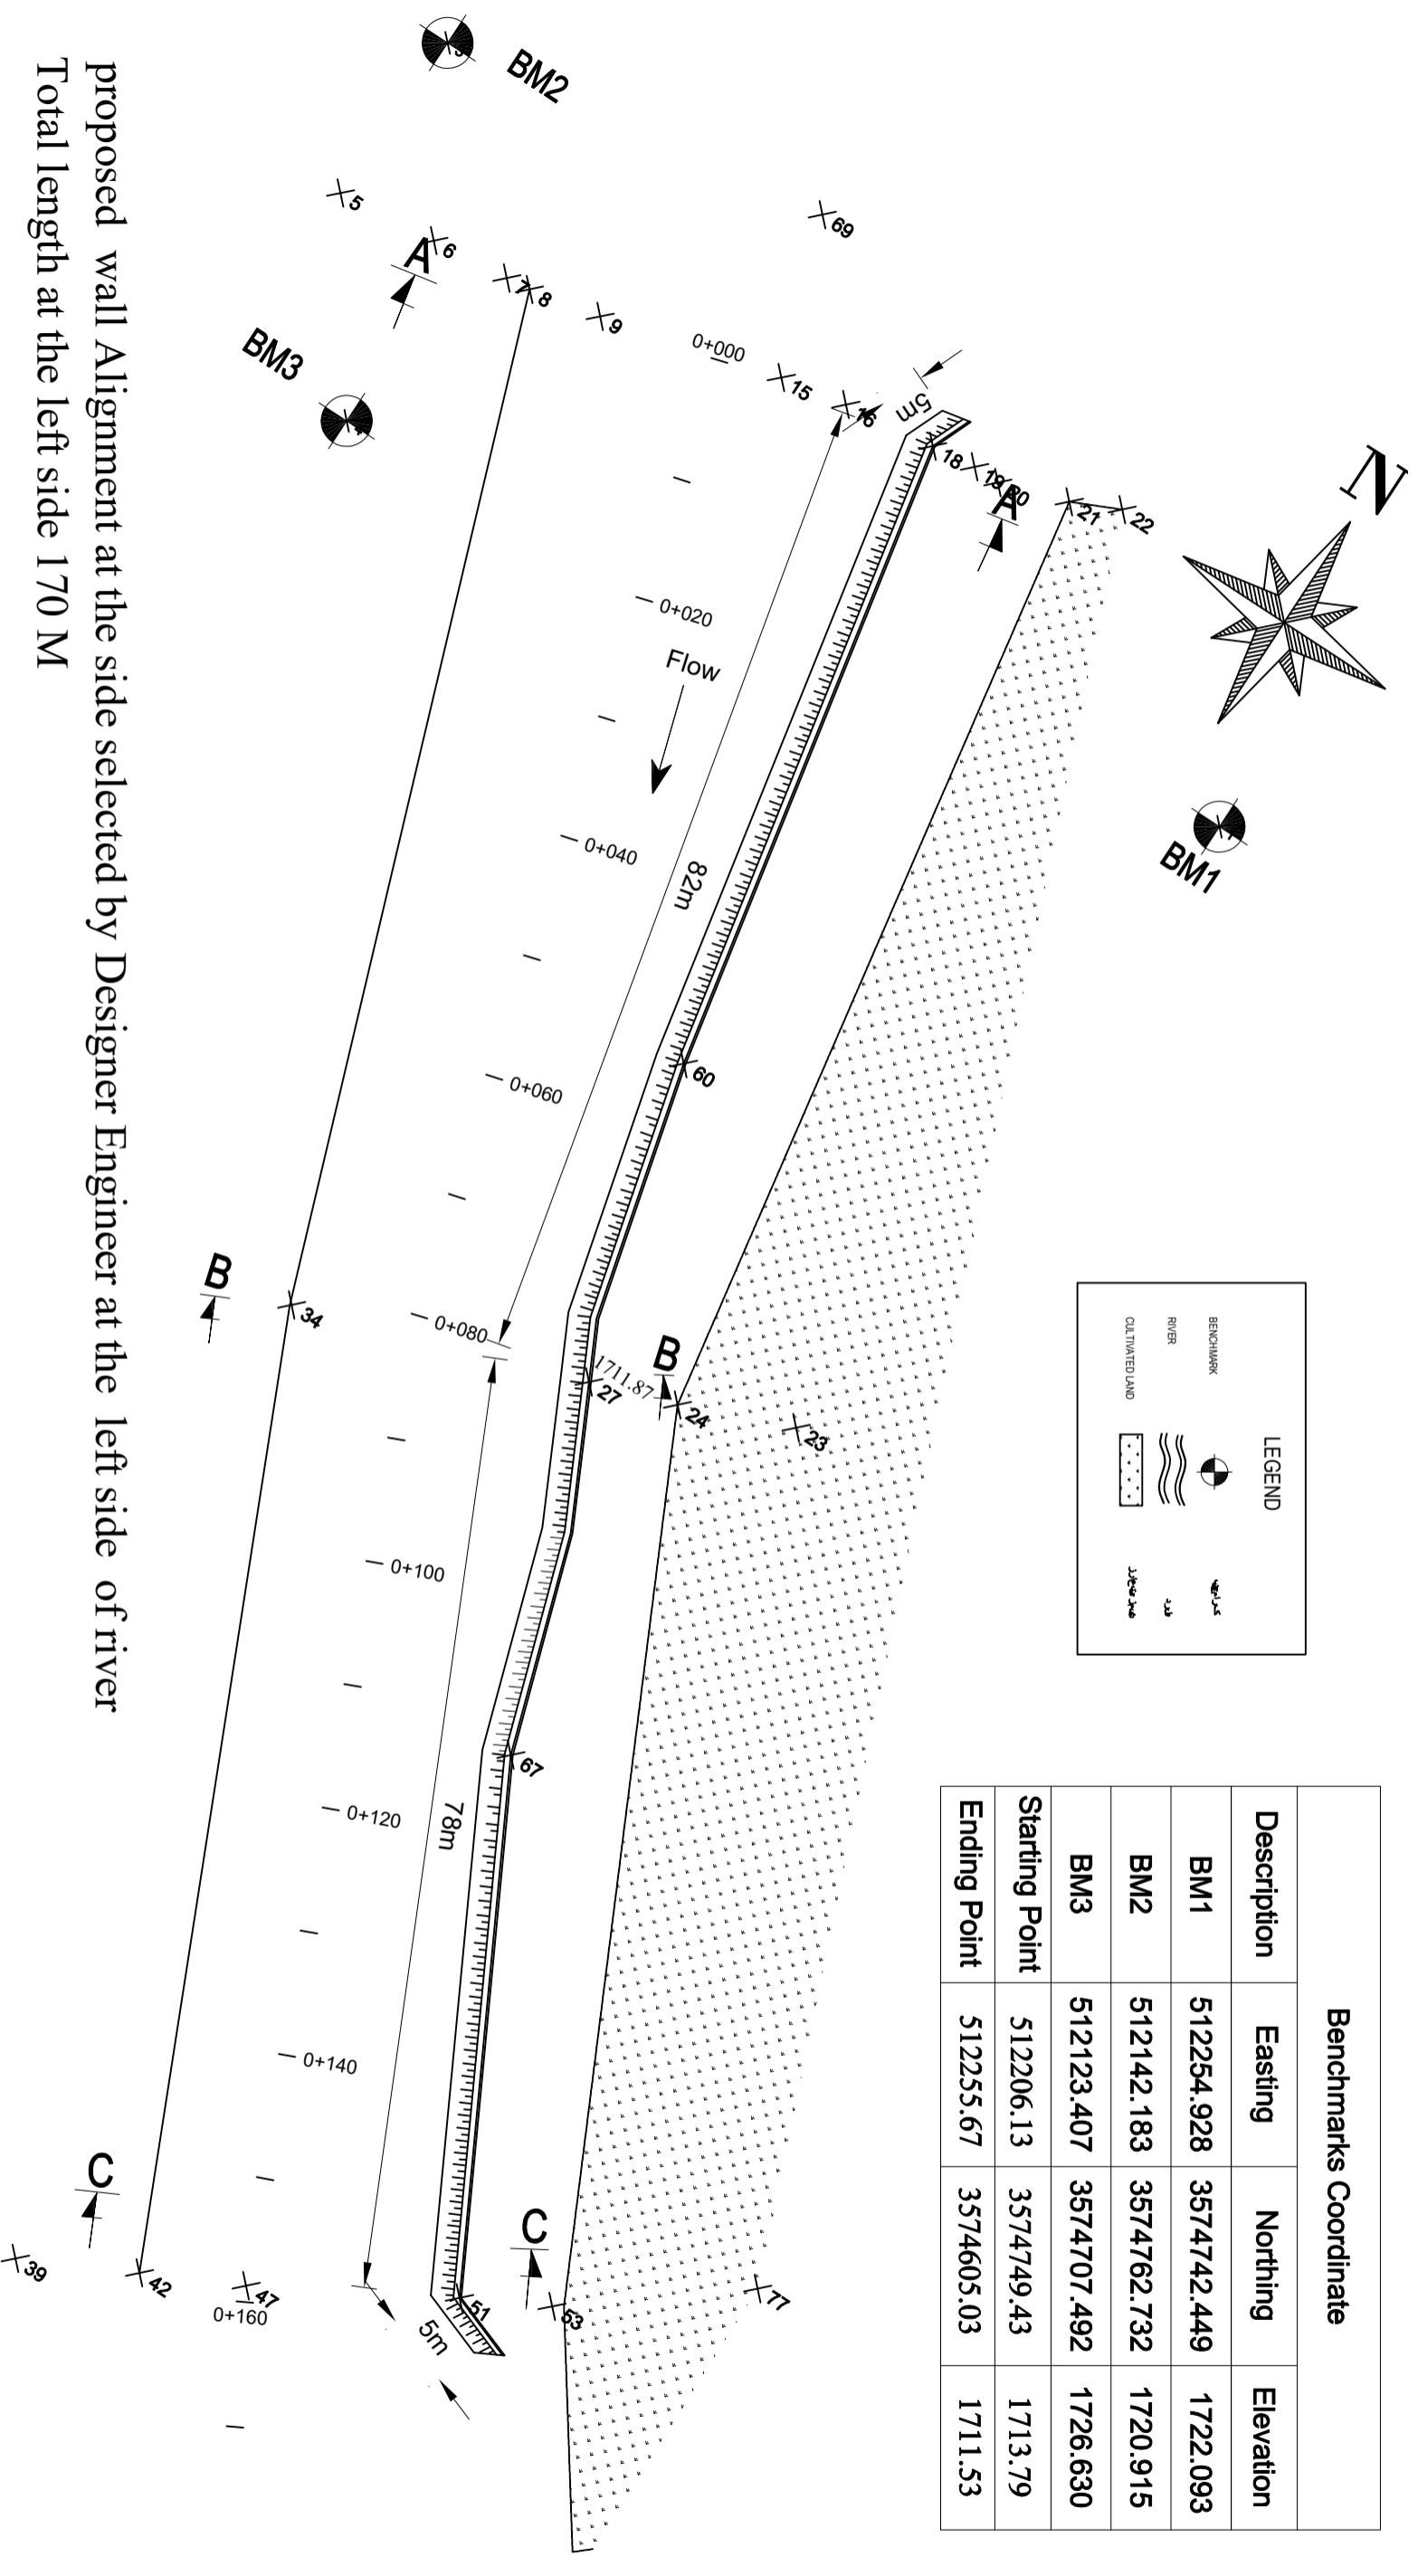 Benchmarks Coordinate
Description Easting Northing Elevation
BM1 512254.928 3574742.449 1722.093
BM2 512142.183 3574762.732 1720.915
BM3 512123.407 3574707.492 1726.630
Starting Point 512206.13 3574749.43 1713.79
Ending Point 512255.67 3574605.03 1711.53
LEGEND
BENCHMARK
RIVER
CULTIVATED LAND
N
BM1
BM2
BM3
5
6
A
7
8
9
69
0+000
15
16
5m
18
19
20
A
21
22
0+020
Flow
0+040
82m
0+060
60
B
34
0+080
1711.87
27
B
24
23
0+100
67
0+120
78m
0+140
C
39
42
47
0+160
51
5m
C
53
77
proposed wall Alignment at the side selected by Designer Engineer at the left side of river
Total length at the left side 170 M